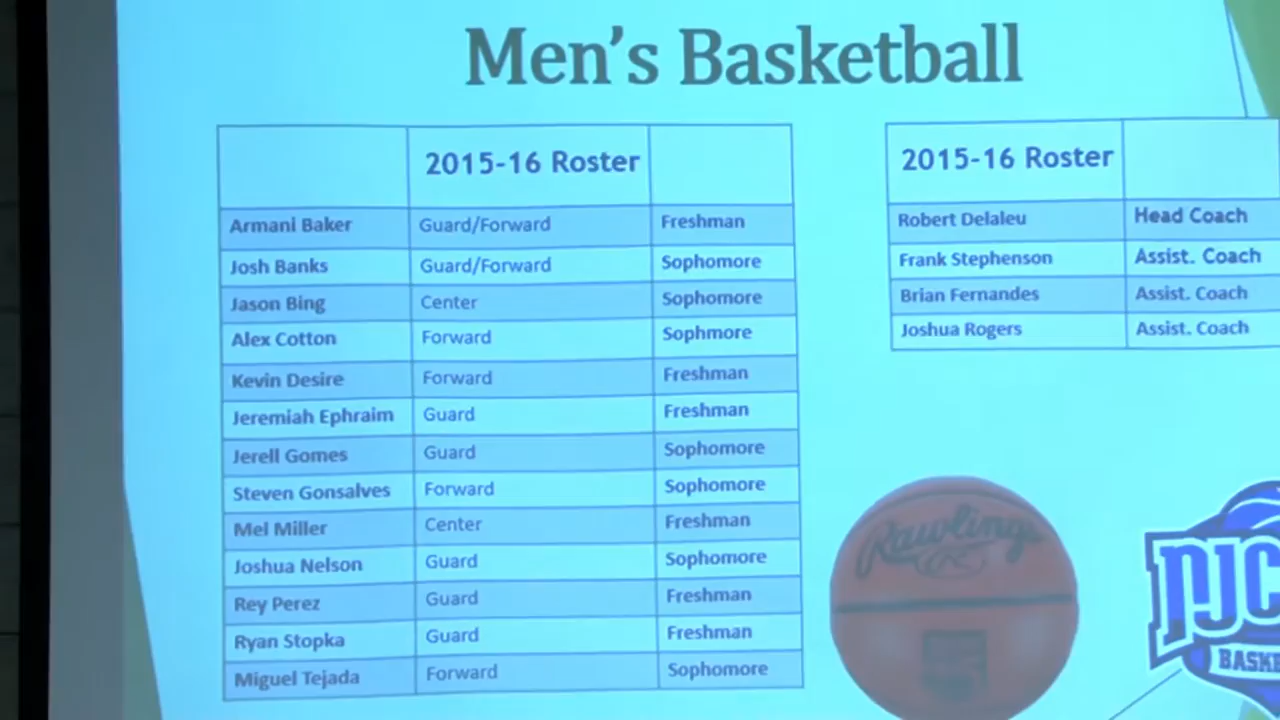 Men's Basketball
2015-16 Roster
Armani Baker Guard/Forward Freshman
Josh Banks Guard/Forward Sophomore
Jason Bing Center Sophomore
Alex Cotton Forward Sophmore
Kevin Desire Forward Freshman
Jeremiah Ephraim Guard Freshman
Jerell Gomes Guard Sophomore
Steven Gonsalves Forward Sophomore
Mel Miller Center Freshman
Joshua Nelson Guard Sophomore
Rey Perez Guard Freshman
Ryan Stopka Guard Freshman
Miguel Tejada Forward Sophomore
2015-16 Roster
Robert Delaleu Head Coach
Frank Stephenson Assist. Coach
Brian Fernandes Assist. Coach
Joshua Rogers Assist. Coach
Rawlings
NJC
BASKE